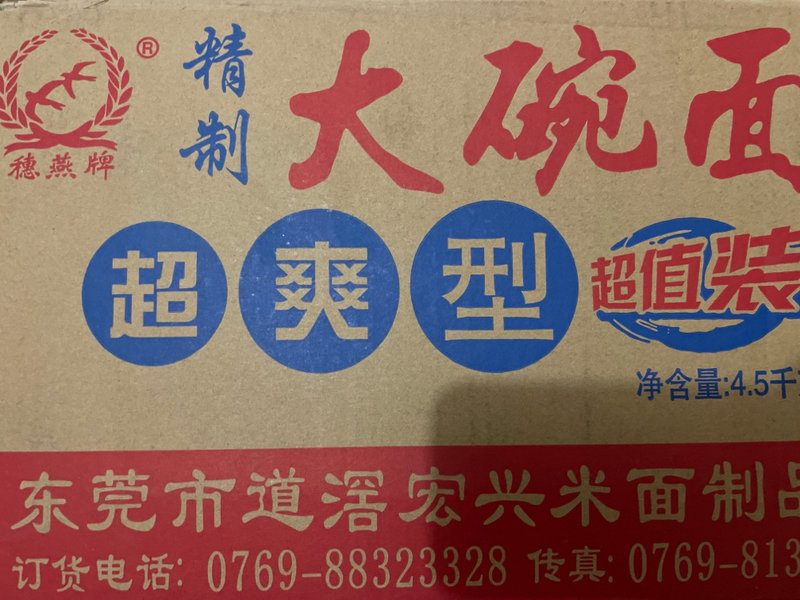 ®
穗燕牌
精制
大碗面
超爽型
超值装
净含量:4.5千
东莞市道滘宏兴米面制品
订货电话: 0769-88323328 传真: 0769-813